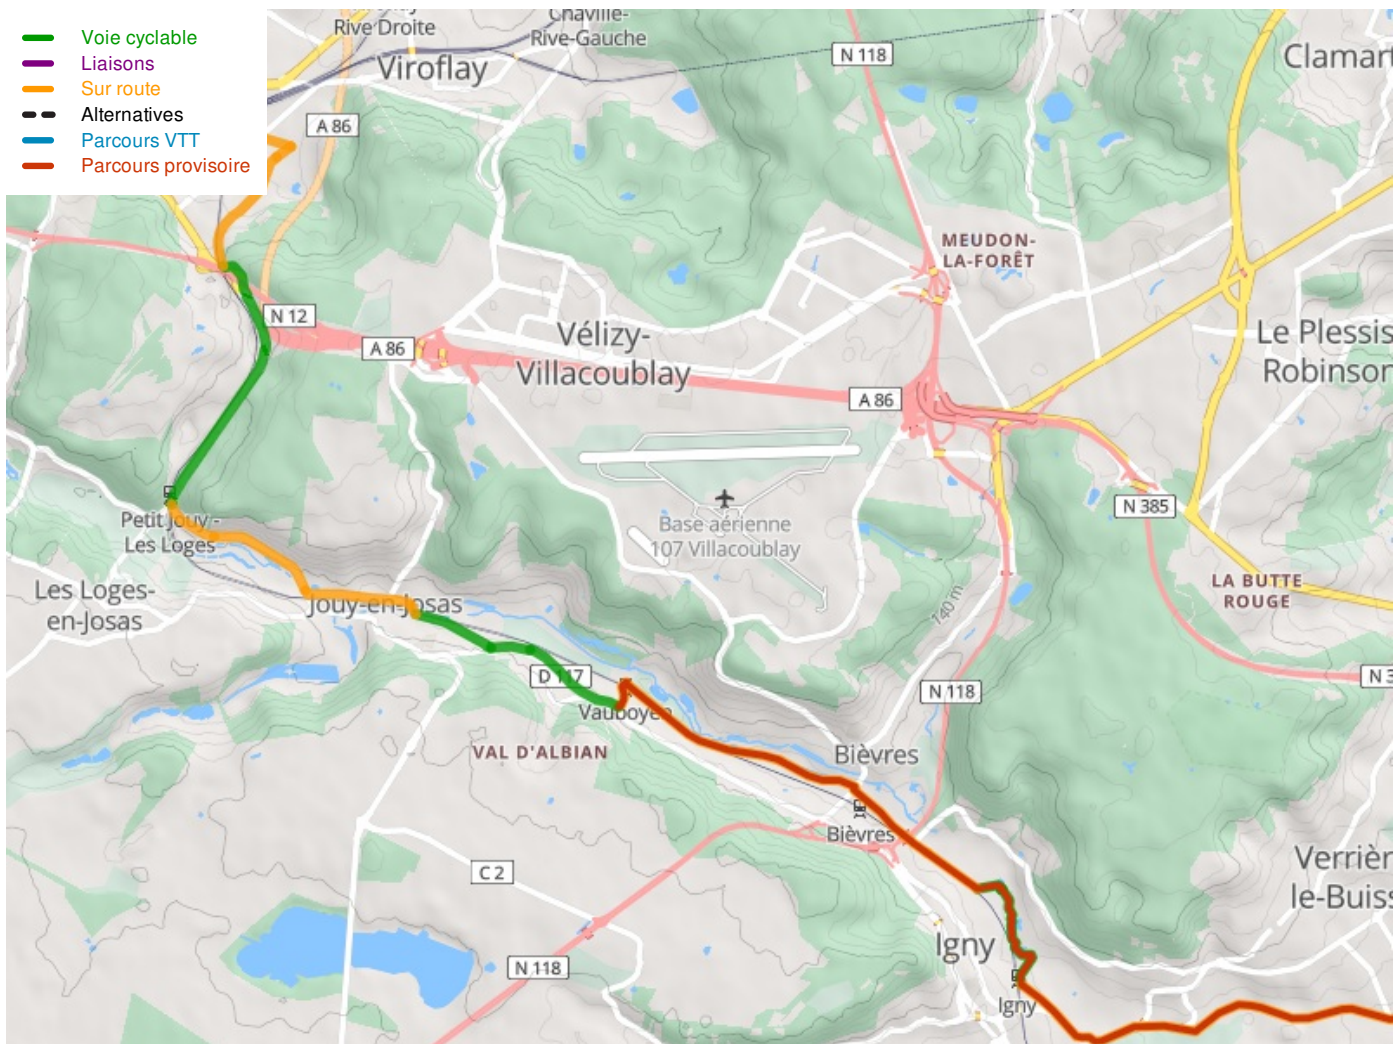 Voie cyclable
Liaisons
Sur route
Alternatives
Parcours VTT
Parcours provisoire
Rive Droite
Chaville-
Rive-Gauche
Viroflay
N 118
Clamart
A 86
MEUDON-
LA-FORÊT
N 12
Vélizy-
Villacoublay
A 86
Le Plessis
Robinson
A 86
Petit Jouy -
Les Loges
Base aérienne
107 Villacoublay
N 385
Les Loges-
en-Josas
Jouy-en-Josas
140 m
LA BUTTE
ROUGE
D 117
N 118
N 3
Vauboyen
VAL D'ALBIAN
Bièvres
Bièvres
C 2
Verrièr
le-Buiss
Igny
N 118
Igny